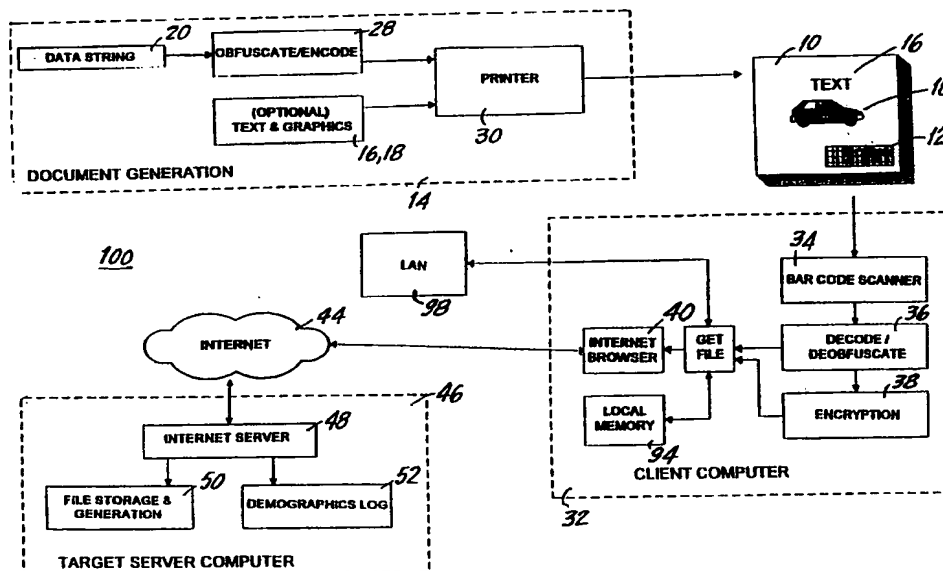 20
DATA STRING
28
OBFUSCATE/ENCODE
(OPTIONAL)
TEXT & GRAPHICS
16,18
PRINTER
30
DOCUMENT GENERATION
14
10
16
TEXT
18
12
100
LAN
98
44
INTERNET
34
BAR CODE SCANNER
36
DECODE /
DEOBFUSCATE
38
ENCRYPTION
40
INTERNET
BROWSER
GET
FILE
LOCAL
MEMORY
94
CLIENT COMPUTER
32
46
INTERNET SERVER
48
FILE STORAGE &
GENERATION
50
DEMOGRAPHICS LOG
52
TARGET SERVER COMPUTER